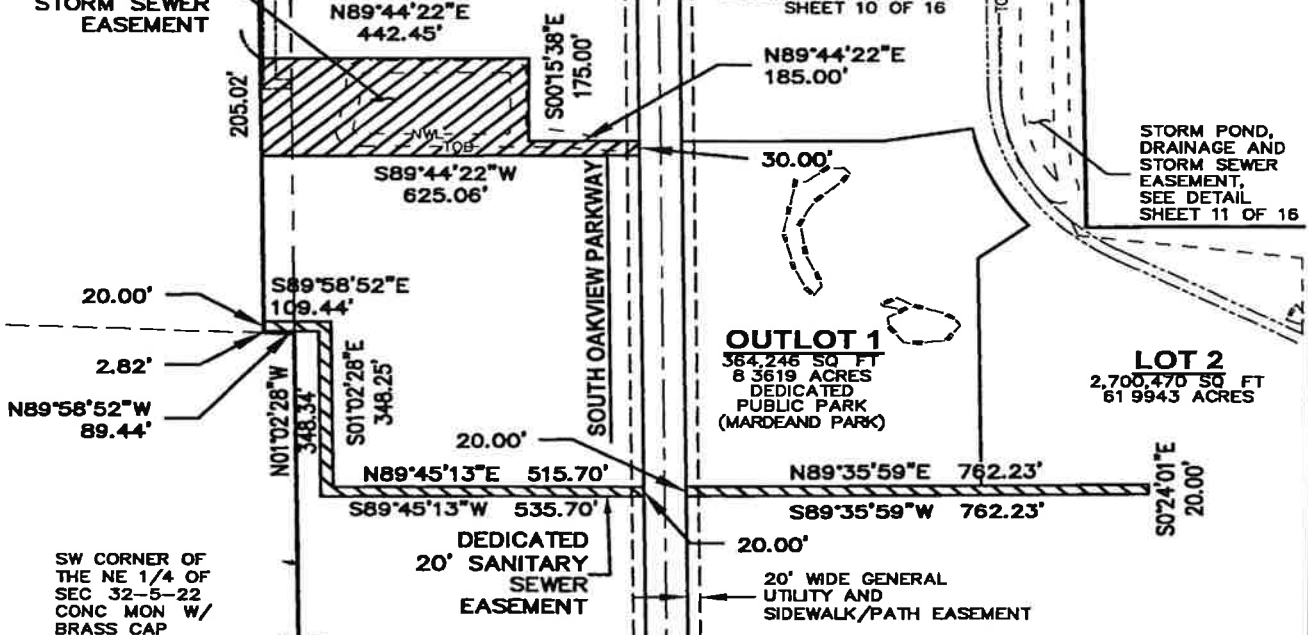 STORM SEWER
EASEMENT
N89°44'22"E
442.45'
SHEET 10 OF 16
S00°15'38"E
175.00'
N89°44'22"E
185.00'
205.02'
NWL
TOB
30.00'
S89°44'22"W
625.06'
STORM POND,
DRAINAGE AND
STORM SEWER
EASEMENT,
SEE DETAIL
SHEET 11 OF 16
SOUTH OAKVIEW PARKWAY
20.00'
S89°58'52"E
109.44'
2.82'
N89°58'52"W
89.44'
N01°02'28"W
348.34'
S01°02'28"E
348.25'
OUTLOT 1
364,246 SQ FT
8 3619 ACRES
DEDICATED
PUBLIC PARK
(MARDEAND PARK)
LOT 2
2,700,470 SQ FT
61 9943 ACRES
20.00'
N89°45'13"E 515.70'
S89°45'13"W 535.70'
N89°35'59"E 762.23'
S89°35'59"W 762.23'
S0°24'01"E
20.00'
20.00'
DEDICATED
20' SANITARY
SEWER
EASEMENT
20' WIDE GENERAL
UTILITY AND
SIDEWALK/PATH EASEMENT
SW CORNER OF
THE NE 1/4 OF
SEC 32-5-22
CONC MON W/
BRASS CAP